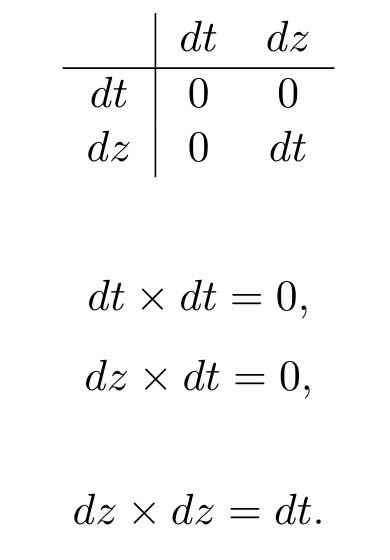 dt dz
dt 0 0
dz 0 dt
dt × dt = 0,
dz × dt = 0,
dz × dz = dt.